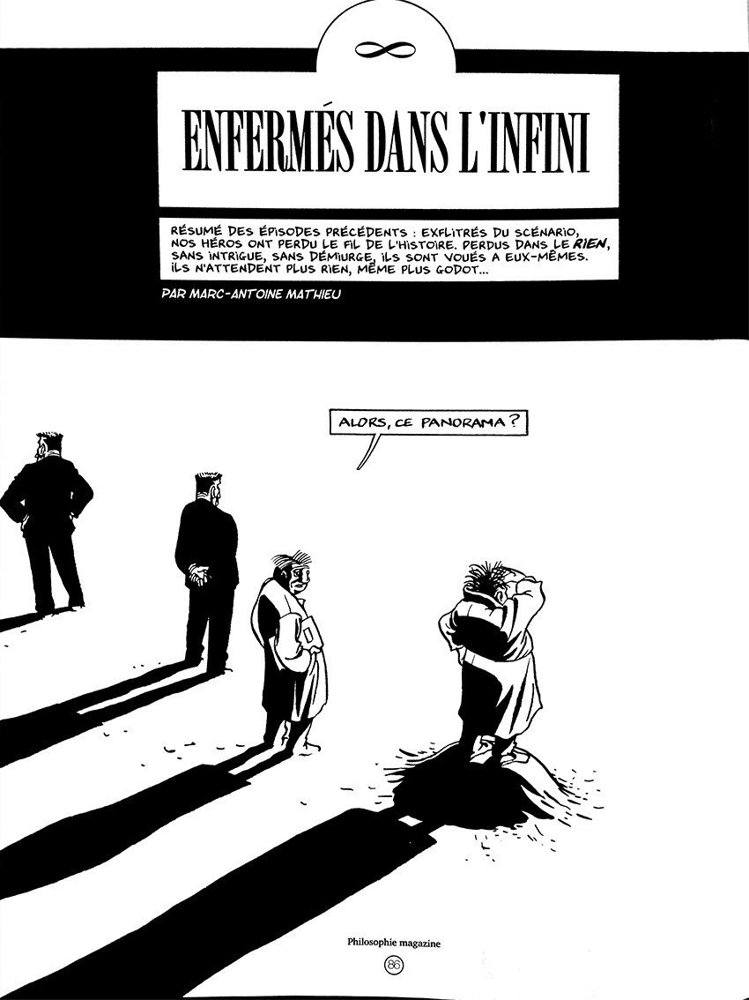 ∞
ENFERMÉS DANS L'INFINI
RÉSUMÉ DES ÉPISODES PRÉCÉDENTS : EXFLITRÉS DU SCÉNARIO,
NOS HÉROS ONT PERDU LE FIL DE L'HISTOIRE. PERDUS DANS LE RIEN,
SANS INTRIGUE, SANS DÉMIURGE, ILS SONT VOUÉS A EUX-MÊMES.
ILS N'ATTENDENT PLUS RIEN, MÊME PLUS GODOT...
PAR MARC-ANTOINE MATHIEU
ALORS, CE PANORAMA ?
Philosophie magazine
86